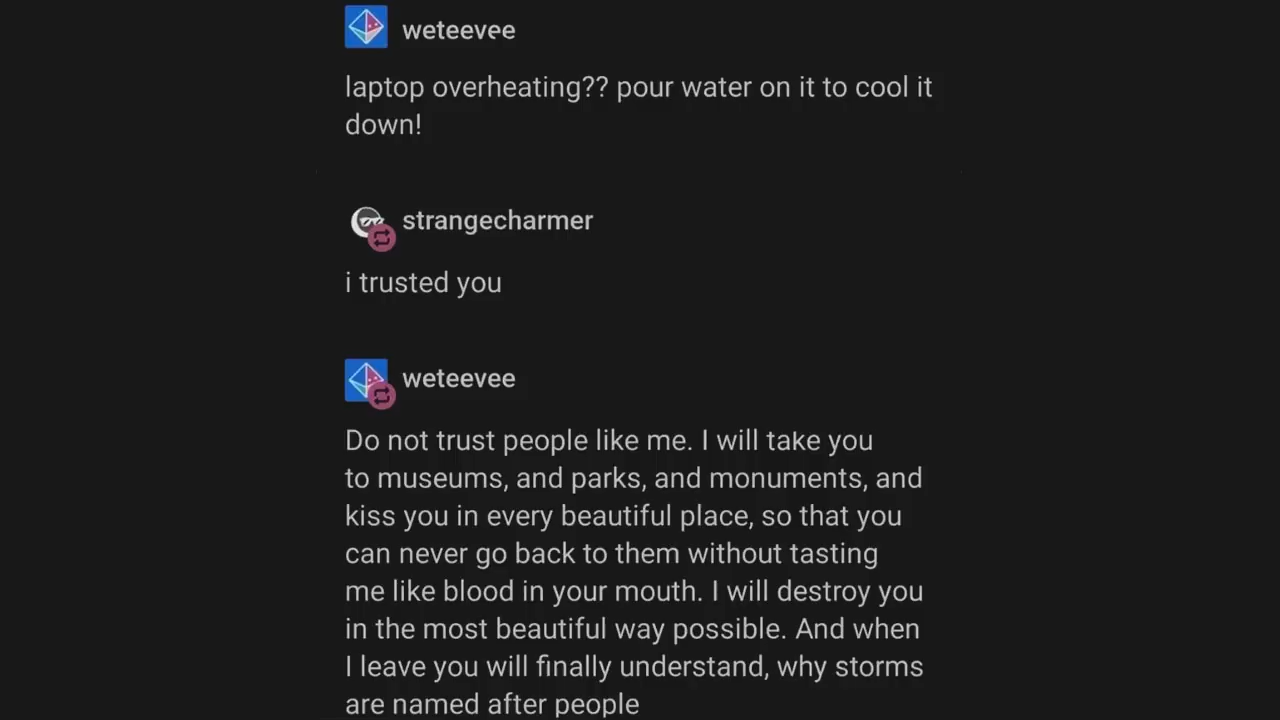 weteevee
laptop overheating?? pour water on it to cool it
down!
strangecharmer
i trusted you
weteevee
Do not trust people like me. I will take you
to museums, and parks, and monuments, and
kiss you in every beautiful place, so that you
can never go back to them without tasting
me like blood in your mouth. I will destroy you
in the most beautiful way possible. And when
I leave you will finally understand, why storms
are named after people